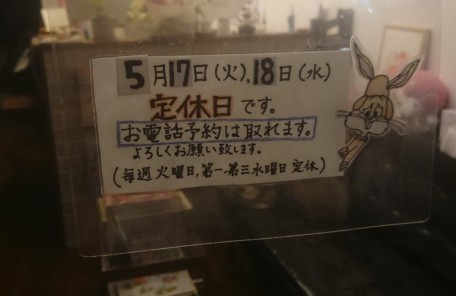 5月17日(火),18日(水)
定休日です。
お電話予約は取れます。
よろしくお願い致します。
(毎週火曜日,第一,第三水曜日定休)